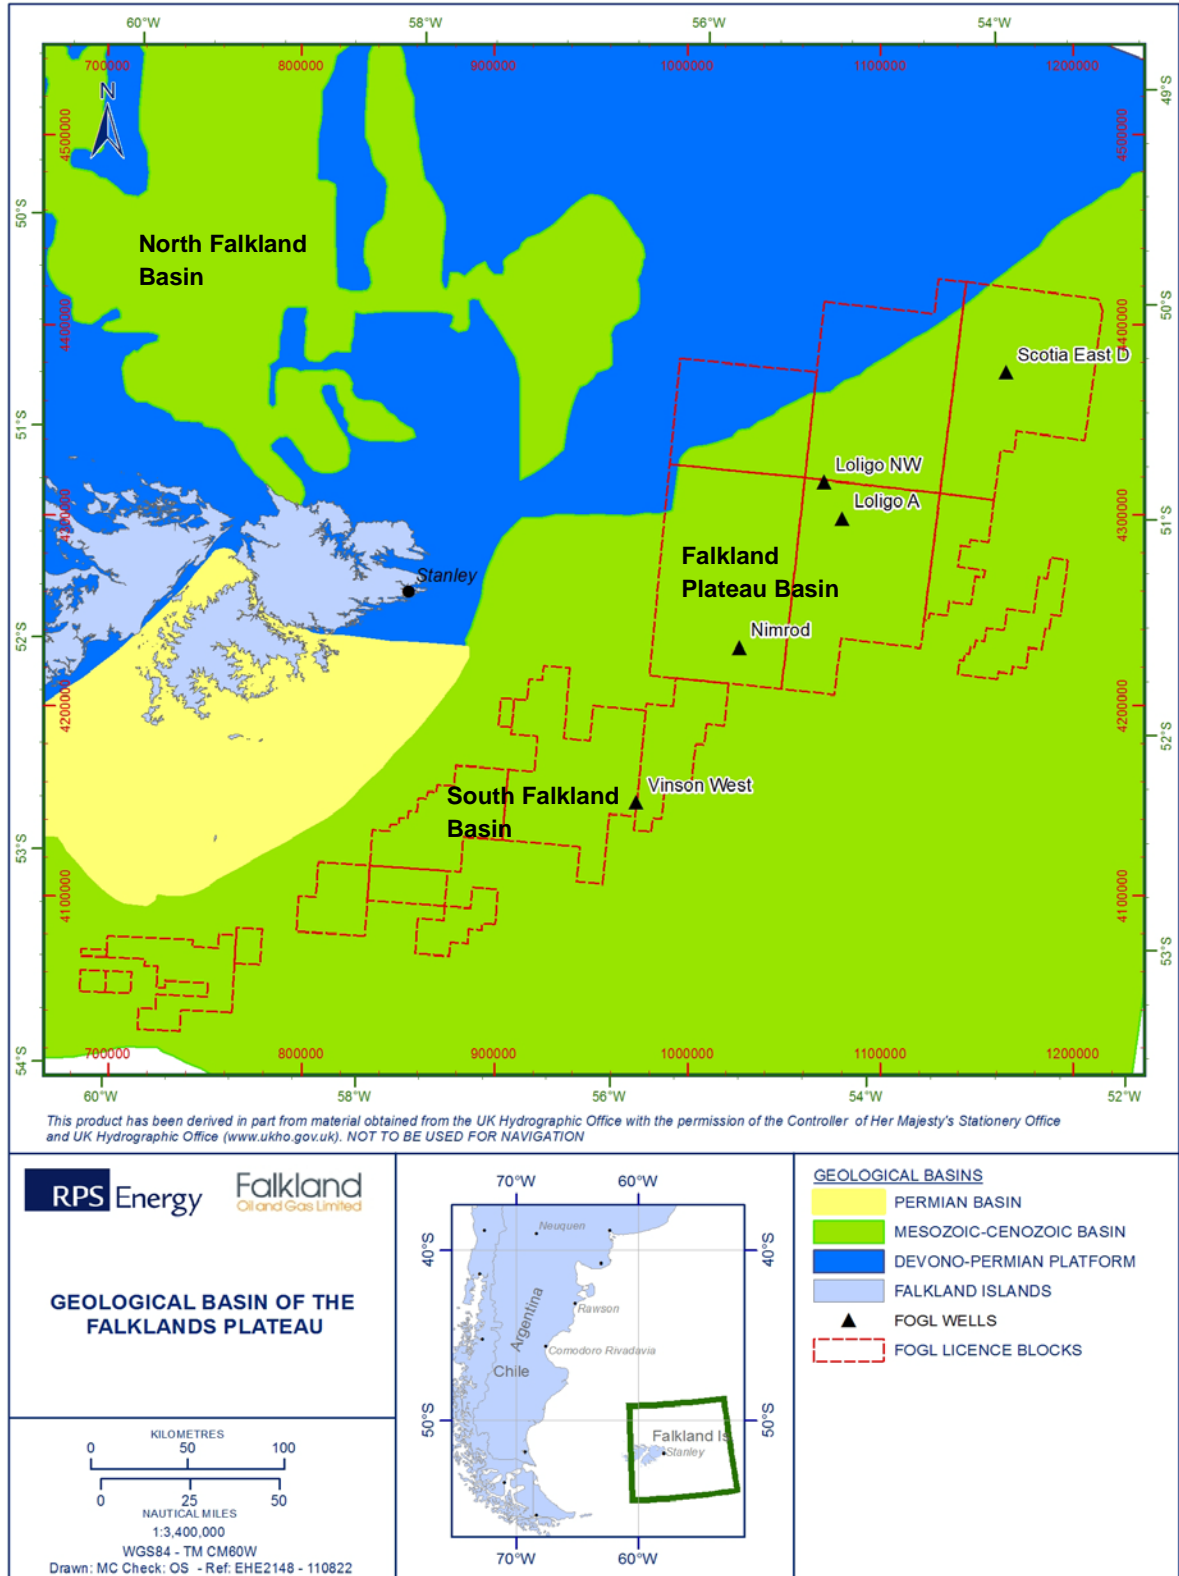 60°W 58°W 56°W 54°W
700000 800000 900000 1000000 1100000 1200000
N
49°S
4500000 4500000
50°S
North Falkland
Basin
50°S
4400000 4400000
Scotia East D
51°S
Loligo NW
Loligo A
4300000 4300000
51°S
Falkland
Plateau Basin
Stanley
52°S
Nimrod
4200000 4200000
52°S
Vinson West
South Falkland
Basin
53°S
4100000 4100000
53°S
54°S
700000 800000 900000 1000000 1100000 1200000
60°W 58°W 56°W 54°W 52°W
This product has been derived in part from material obtained from the UK Hydrographic Office with the permission of the Controller of Her Majesty's Stationery Office
and UK Hydrographic Office (www.ukho.gov.uk). NOT TO BE USED FOR NAVIGATION
RPS Energy
Falkland
Oil and Gas Limited
GEOLOGICAL BASIN OF THE
FALKLANDS PLATEAU
KILOMETRES
0 50 100
0 25 50
NAUTICAL MILES
1:3,400,000
WGS84 - TM CM60W
Drawn: MC Check: OS - Ref: EHE2148 - 110822
70°W 60°W
Neuquen
40°S 40°S
Rawson
Argentina
Comodoro Rivadavia
Chile
50°S 50°S
Falkland Is
Stanley
70°W 60°W
GEOLOGICAL BASINS
PERMIAN BASIN
MESOZOIC-CENOZOIC BASIN
DEVONO-PERMIAN PLATFORM
FALKLAND ISLANDS
FOGL WELLS
FOGL LICENCE BLOCKS